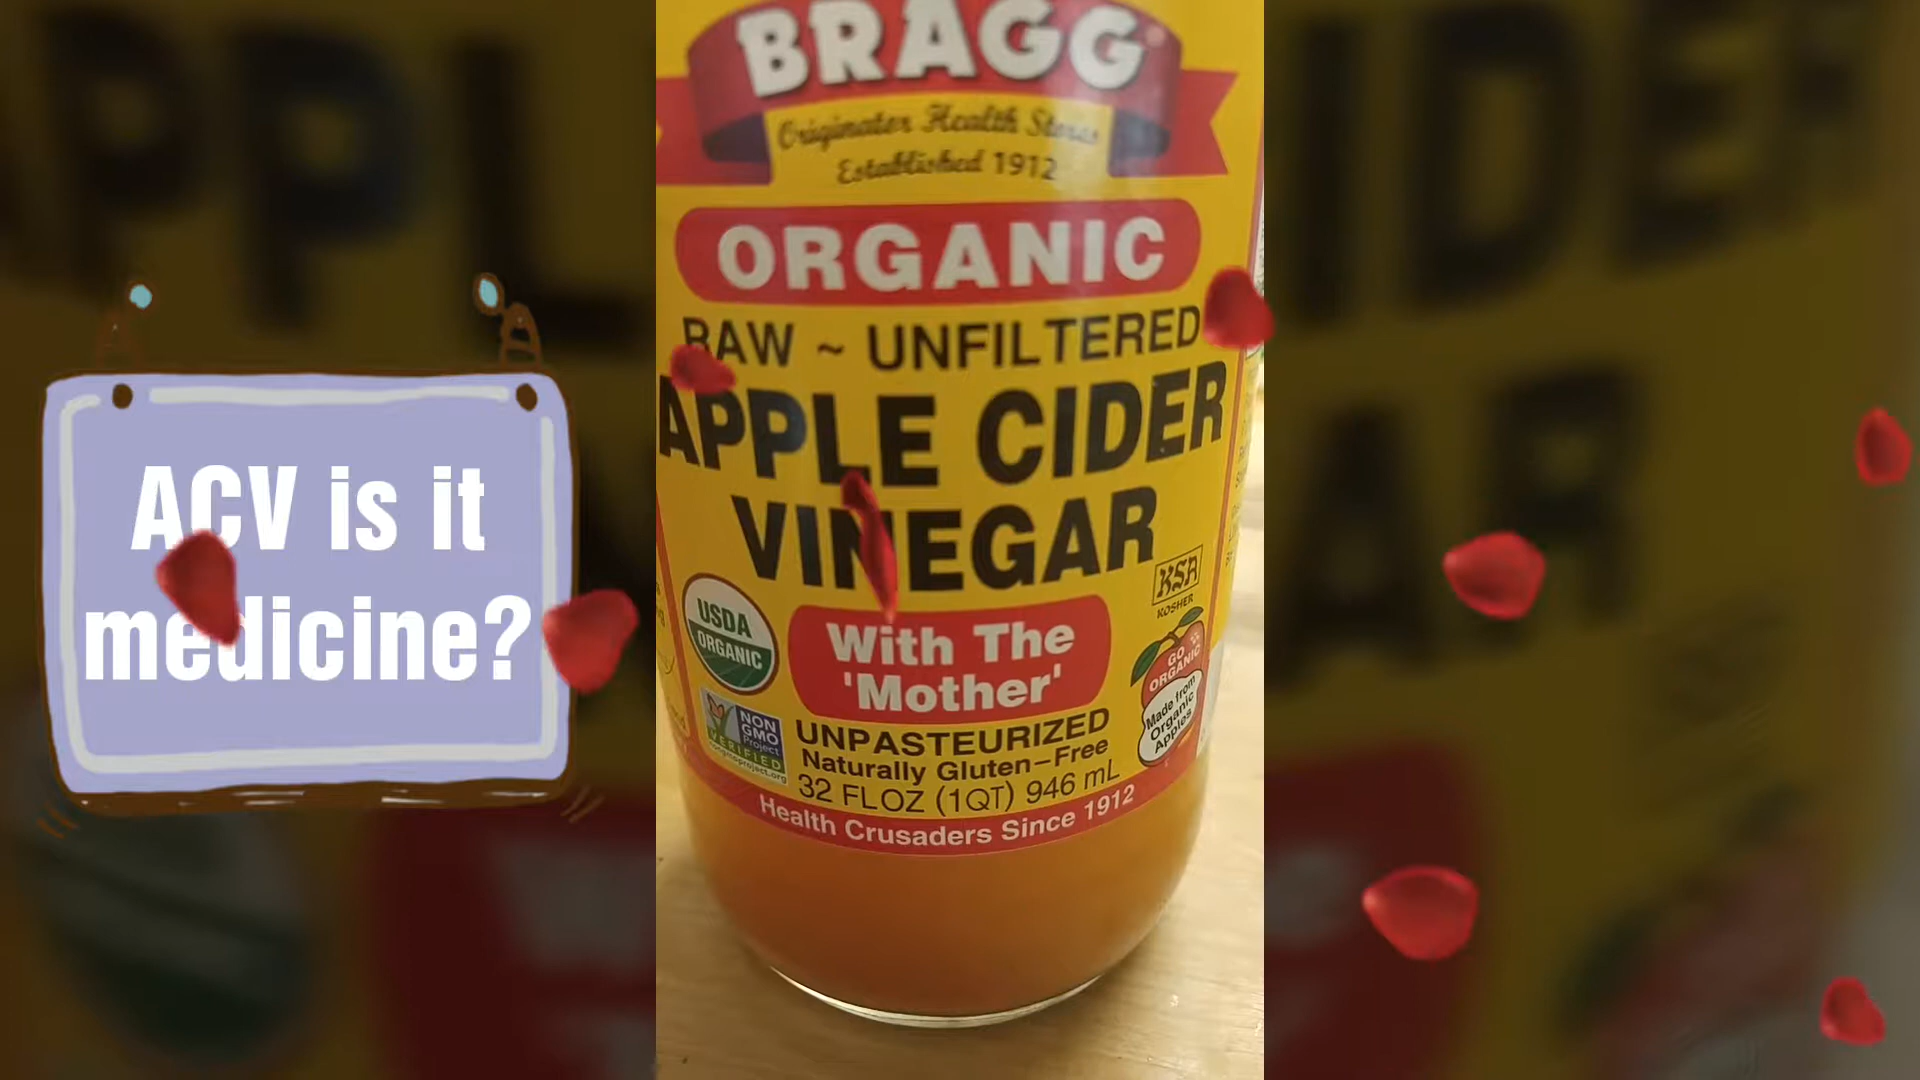 ACV is it
medicine?
BRAGG
Originator Health Stores
Established 1912
ORGANIC
RAW ~ UNFILTERED
APPLE CIDER
VINEGAR
KSA
KOSHER
USDA
ORGANIC
With The
'Mother'
GO
ORGANIC
Made from
Organic
Apples
NON
GMO
Project
VERIFIED
UNPASTEURIZED
Naturally Gluten-Free
32 FL OZ (1QT) 946 mL
Health Crusaders Since 1912